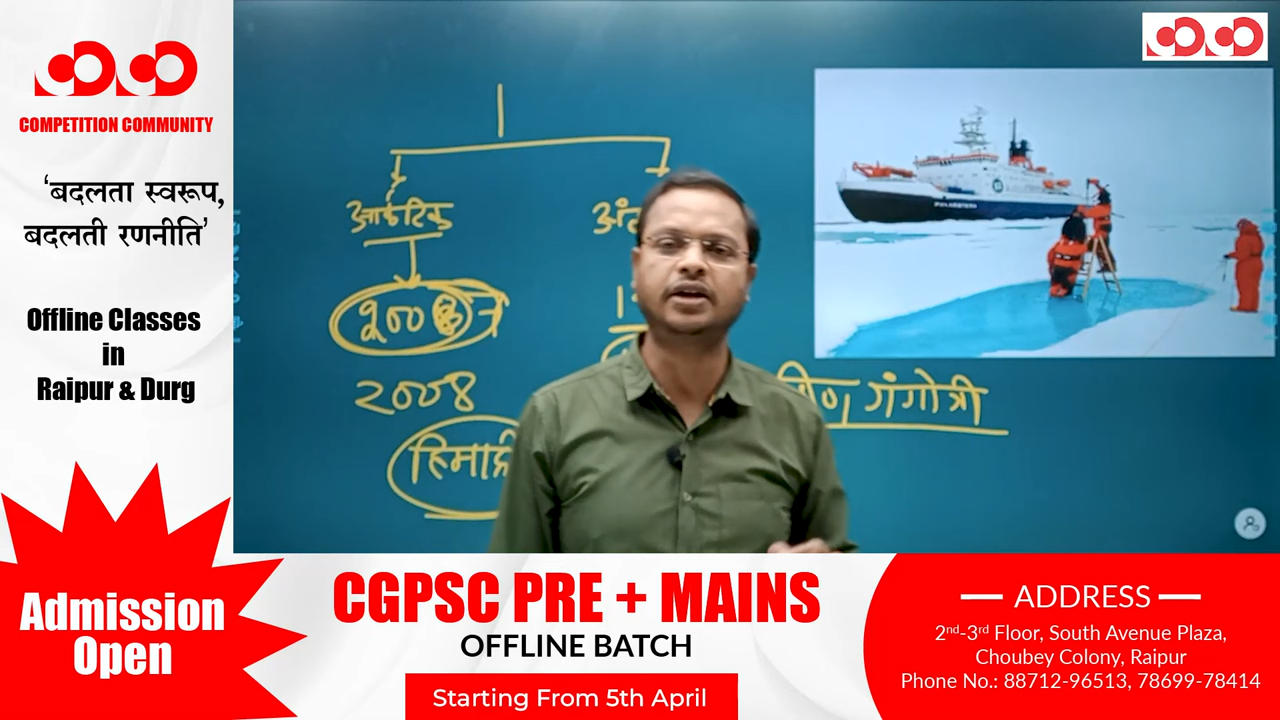 COMPETITION COMMUNITY
‘बदलता स्वरूप,
बदलती रणनीति’
Offline Classes
in
Raipur & Durg
Admission
Open
आर्कटिक
2008
हिमाद्री
गंगोत्री
POLARSTERN
CGPSC PRE + MAINS
OFFLINE BATCH
Starting From 5th April
ADDRESS
2nd-3rd Floor, South Avenue Plaza,
Choubey Colony, Raipur
Phone No.: 88712-96513, 78699-78414